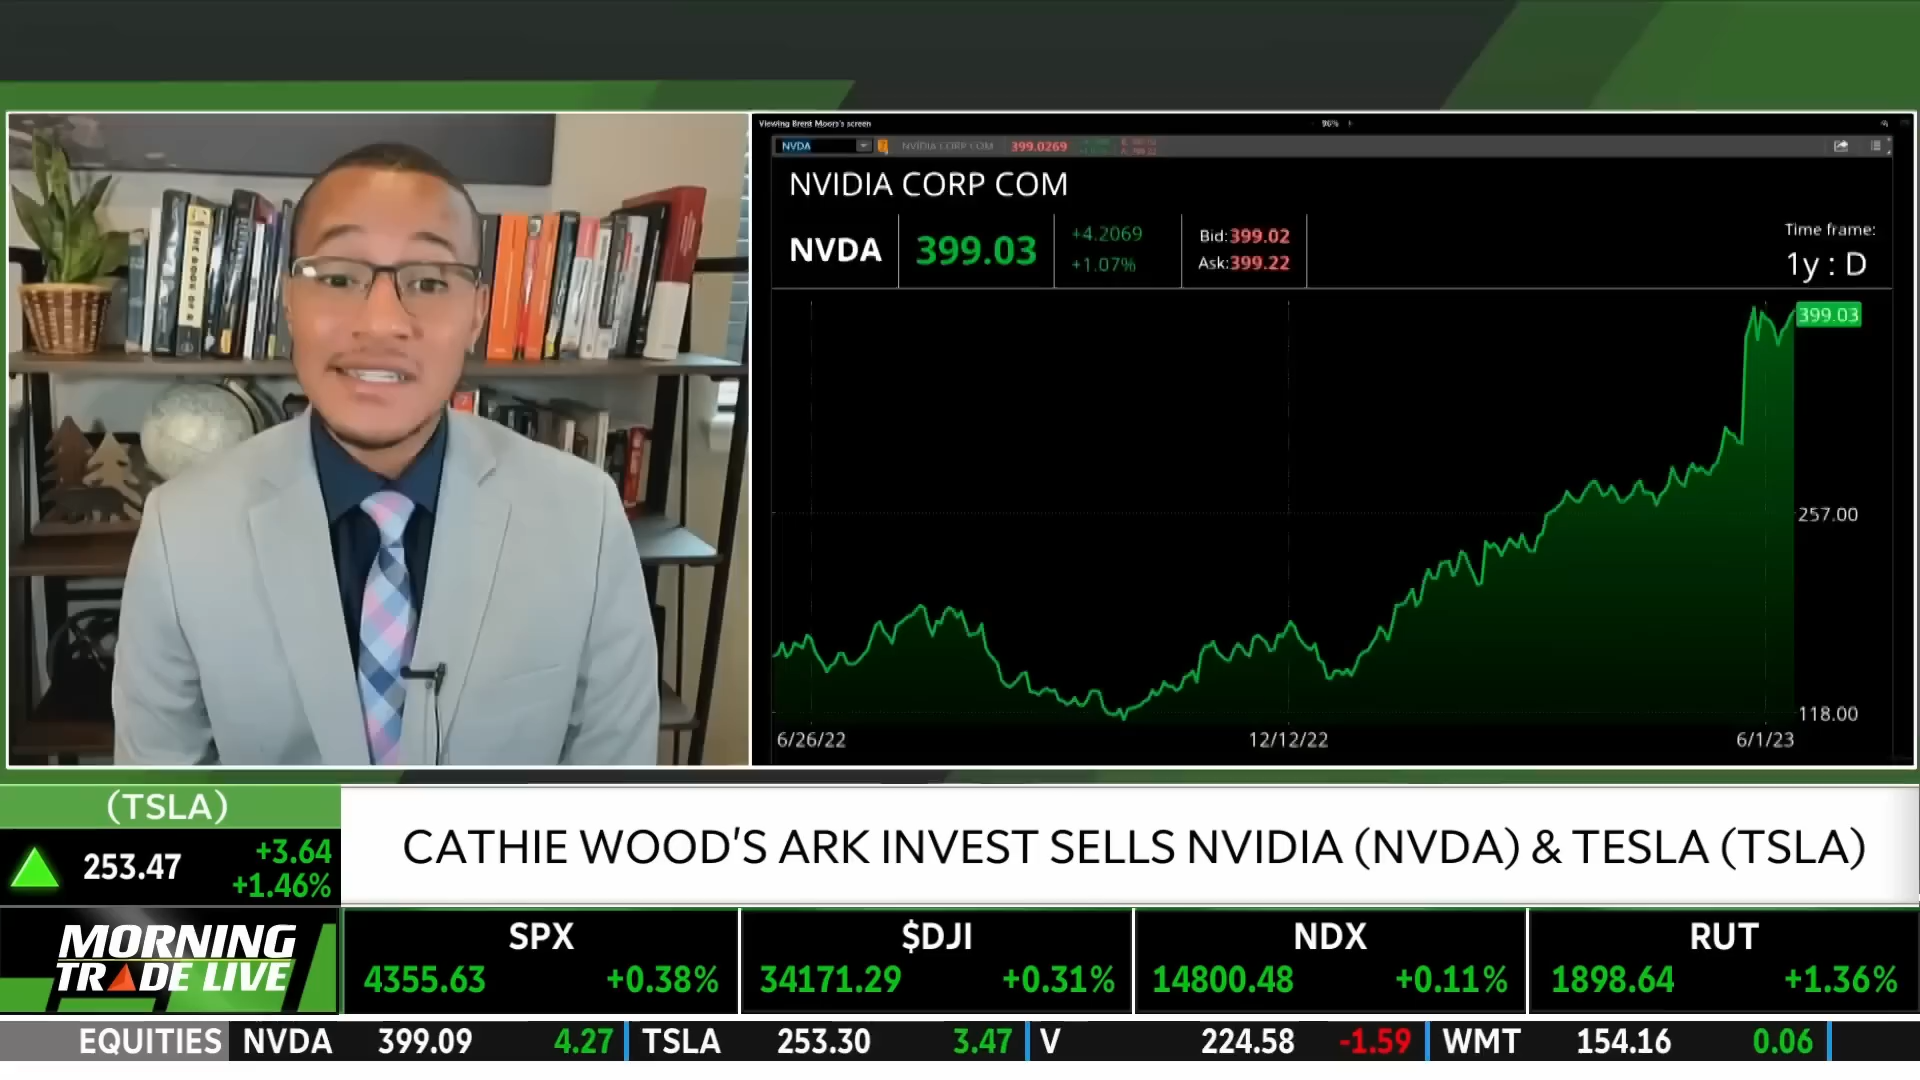 Viewing Brent Moors's screen
96%
NVDA
NVIDIA CORP COM
399.0269
NVIDIA CORP COM
NVDA
399.03
+4.2069
+1.07%
Bid:399.02
Ask:399.22
Time frame:
1y : D
399.03
257.00
118.00
6/26/22
12/12/22
6/1/23
(TSLA)
253.47
+3.64
+1.46%
CATHIE WOOD'S ARK INVEST SELLS NVIDIA (NVDA) & TESLA (TSLA)
MORNING
TRADE LIVE
SPX
4355.63 +0.38%
$DJI
34171.29 +0.31%
NDX
14800.48 +0.11%
RUT
1898.64 +1.36%
EQUITIES NVDA 399.09 4.27 TSLA 253.30 3.47 V 224.58 -1.59 WMT 154.16 0.06